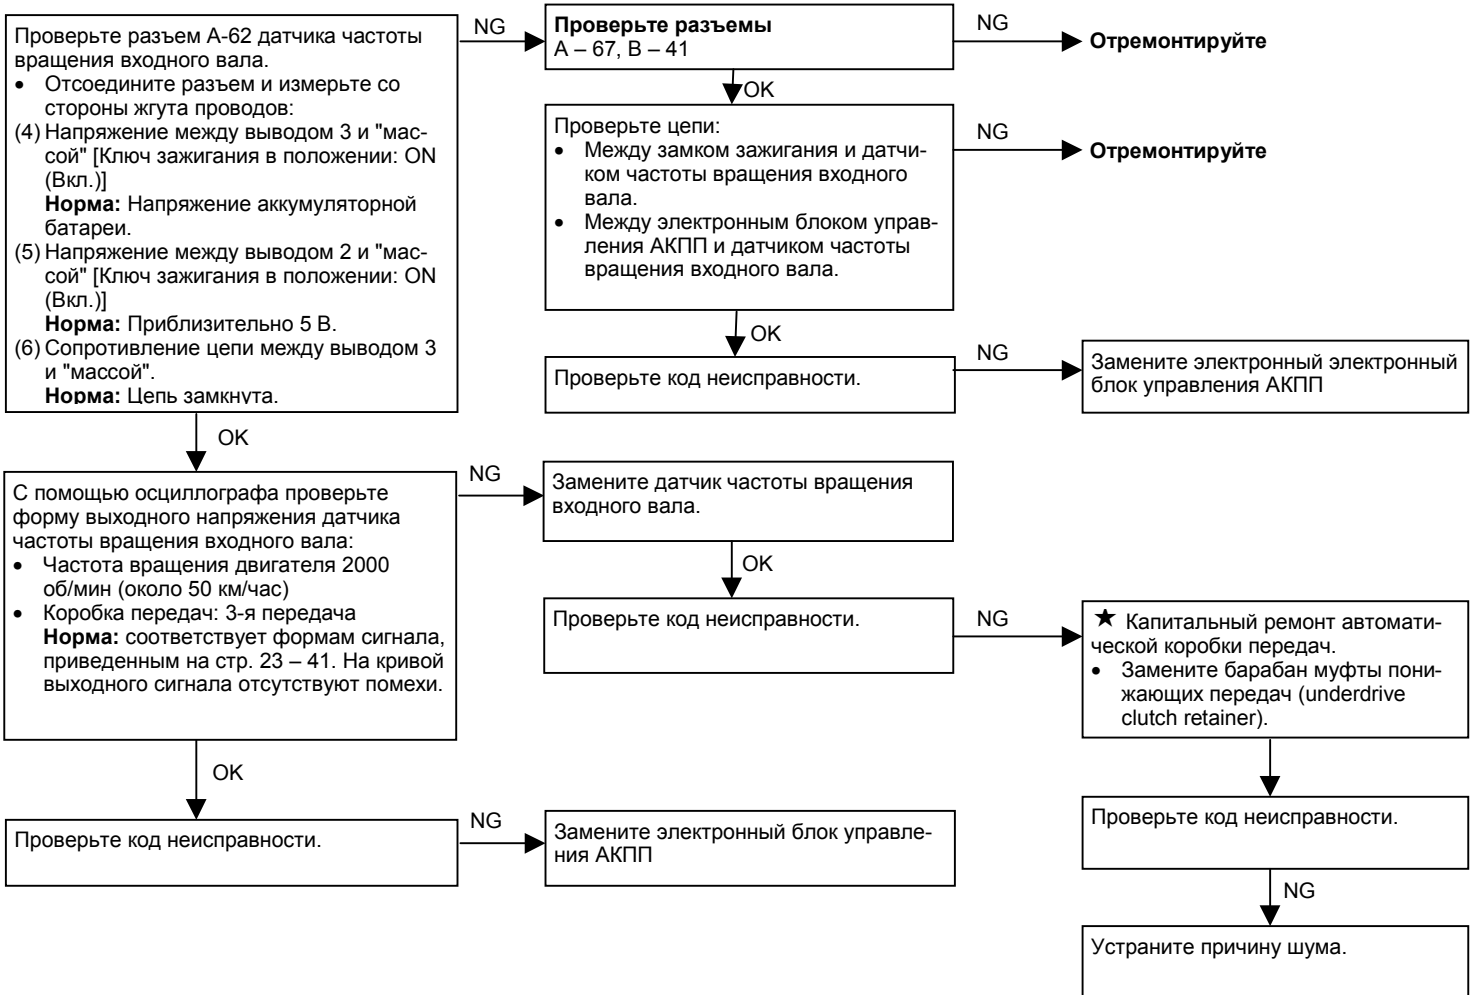 Проверьте разъем А-62 датчика частоты
вращения входного вала.
• Отсоедините разъем и измерьте со
стороны жгута проводов:
(4) Напряжение между выводом 3 и "мас-
сой" [Ключ зажигания в положении: ON
(Вкл.)]
Норма: Напряжение аккумуляторной
батареи.
(5) Напряжение между выводом 2 и "мас-
сой" [Ключ зажигания в положении: ON
(Вкл.)]
Норма: Приблизительно 5 В.
(6) Сопротивление цепи между выводом 3
и "массой".
Норма: Цепь замкнута.
NG
Проверьте разъемы
А – 67, В – 41
NG
Отремонтируйте
OK
Проверьте цепи:
• Между замком зажигания и датчи-
ком частоты вращения входного
вала.
• Между электронным блоком управ-
ления АКПП и датчиком частоты
вращения входного вала.
NG
Отремонтируйте
OK
Проверьте код неисправности.
NG
Замените электронный электронный
блок управления АКПП
OK
С помощью осциллографа проверьте
форму выходного напряжения датчика
частоты вращения входного вала:
• Частота вращения двигателя 2000
об/мин (около 50 км/час)
• Коробка передач: 3-я передача
Норма: соответствует формам сигнала,
приведенным на стр. 23 – 41. На кривой
выходного сигнала отсутствуют помехи.
NG
Замените датчик частоты вращения
входного вала.
OK
Проверьте код неисправности.
NG
★ Капитальный ремонт автомати-
ческой коробки передач.
• Замените барабан муфты пони-
жающих передач (underdrive
clutch retainer).
Проверьте код неисправности.
NG
Устраните причину шума.
OK
Проверьте код неисправности.
NG
Замените электронный блок управле-
ния АКПП